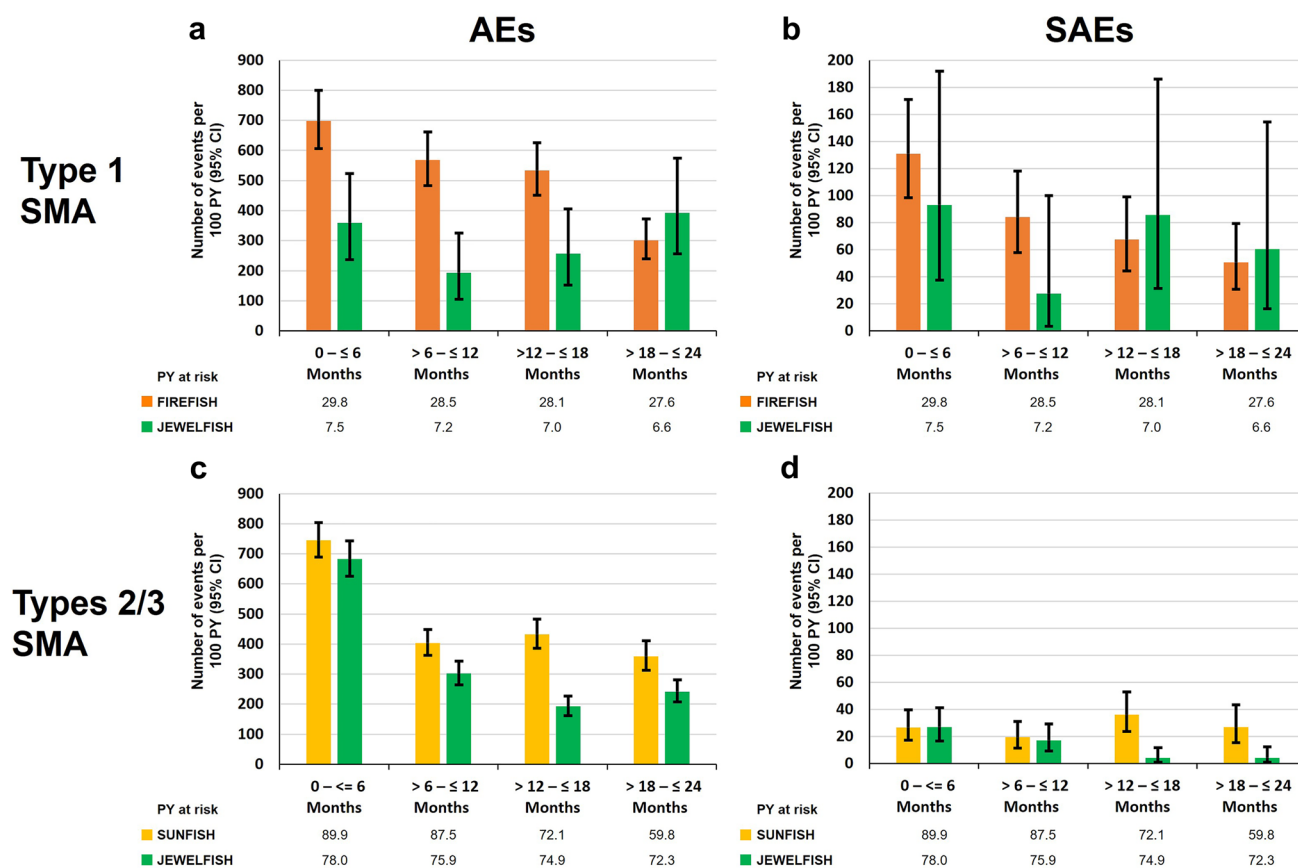 a
AEs
b
SAEs
Type 1
SMA
Number of events per
100 PY (95% CI)
900
800
700
600
500
400
300
200
100
0
0 – ≤ 6
Months
> 6 – ≤ 12
Months
>12 – ≤ 18
Months
> 18 – ≤ 24
Months
PY at risk
FIREFISH 29.8 28.5 28.1 27.6
JEWELFISH 7.5 7.2 7.0 6.6
Number of events per
100 PY (95% CI)
200
180
160
140
120
100
80
60
40
20
0
0 – ≤ 6
Months
> 6 – ≤ 12
Months
> 12 – ≤ 18
Months
> 18 – ≤ 24
Months
PY at risk
FIREFISH 29.8 28.5 28.1 27.6
JEWELFISH 7.5 7.2 7.0 6.6
c
d
Types 2/3
SMA
Number of events per
100 PY (95% CI)
900
800
700
600
500
400
300
200
100
0
0 – <= 6
Months
> 6 – ≤ 12
Months
> 12 – ≤ 18
Months
> 18 – ≤ 24
Months
PY at risk
SUNFISH 89.9 87.5 72.1 59.8
JEWELFISH 78.0 75.9 74.9 72.3
Number of events per
100 PY (95% CI)
200
180
160
140
120
100
80
60
40
20
0
0 – <= 6
Months
> 6 – ≤ 12
Months
> 12 – ≤ 18
Months
> 18 – ≤ 24
Months
PY at risk
SUNFISH 89.9 87.5 72.1 59.8
JEWELFISH 78.0 75.9 74.9 72.3